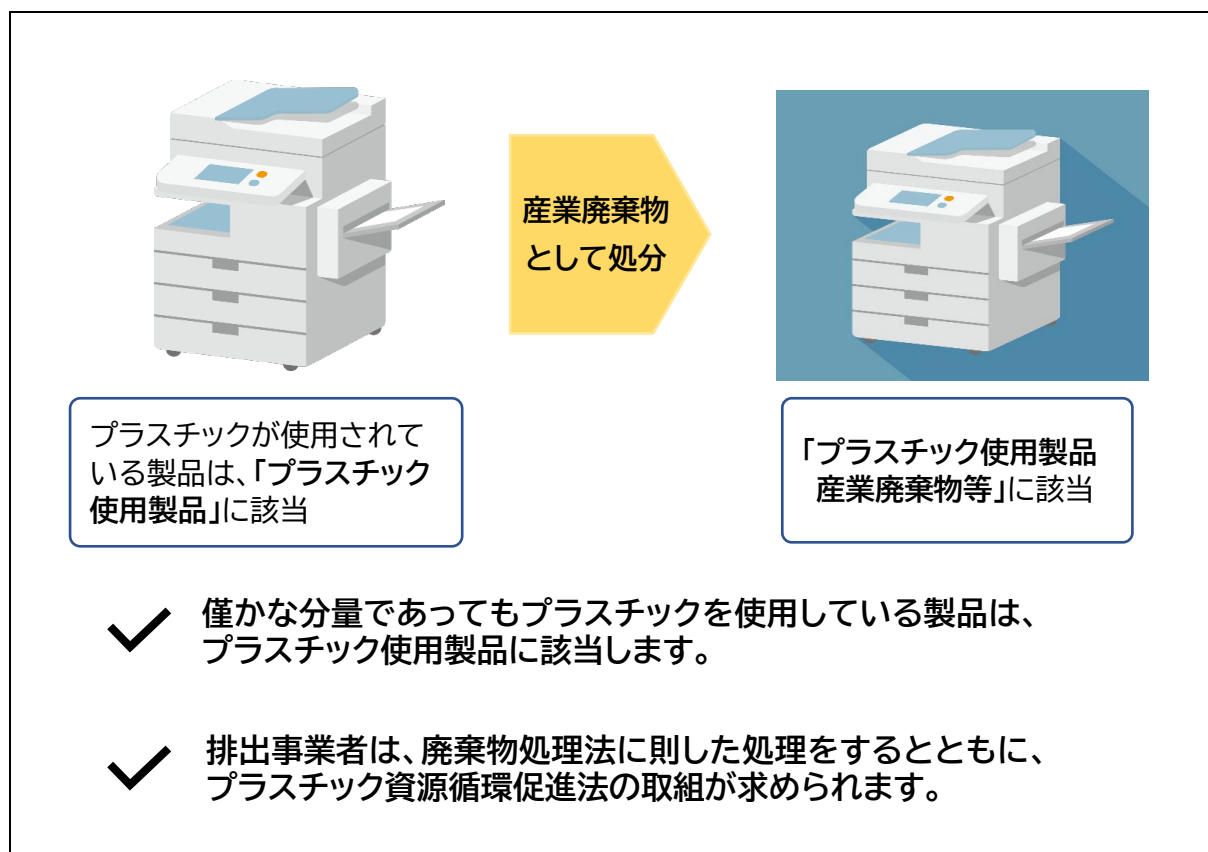 産業廃棄物
として処分
プラスチックが使用されて
いる製品は、「プラスチック
使用製品」に該当
「プラスチック使用製品
産業廃棄物等」に該当
僅かな分量であってもプラスチックを使用している製品は、
プラスチック使用製品に該当します。
排出事業者は、廃棄物処理法に則した処理をするとともに、
プラスチック資源循環促進法の取組が求められます。